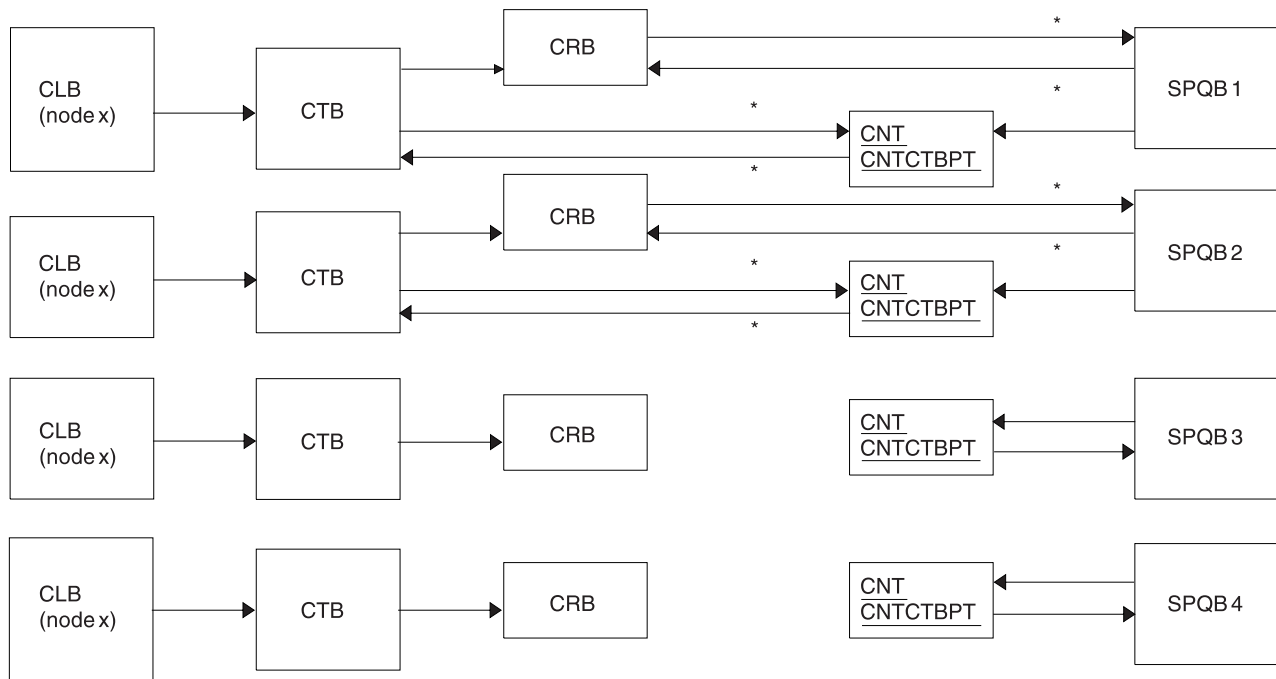 CRB
*
CLB
(node x)
CTB
SPQB 1
*
*
CNT
CNTCTBPT
*
CRB
*
CLB
(node x)
CTB
SPQB 2
*
*
CNT
CNTCTBPT
*
CLB
(node x)
CTB
CRB
CNT
CNTCTBPT
SPQB 3
CLB
(node x)
CTB
CRB
CNT
CNTCTBPT
SPQB 4